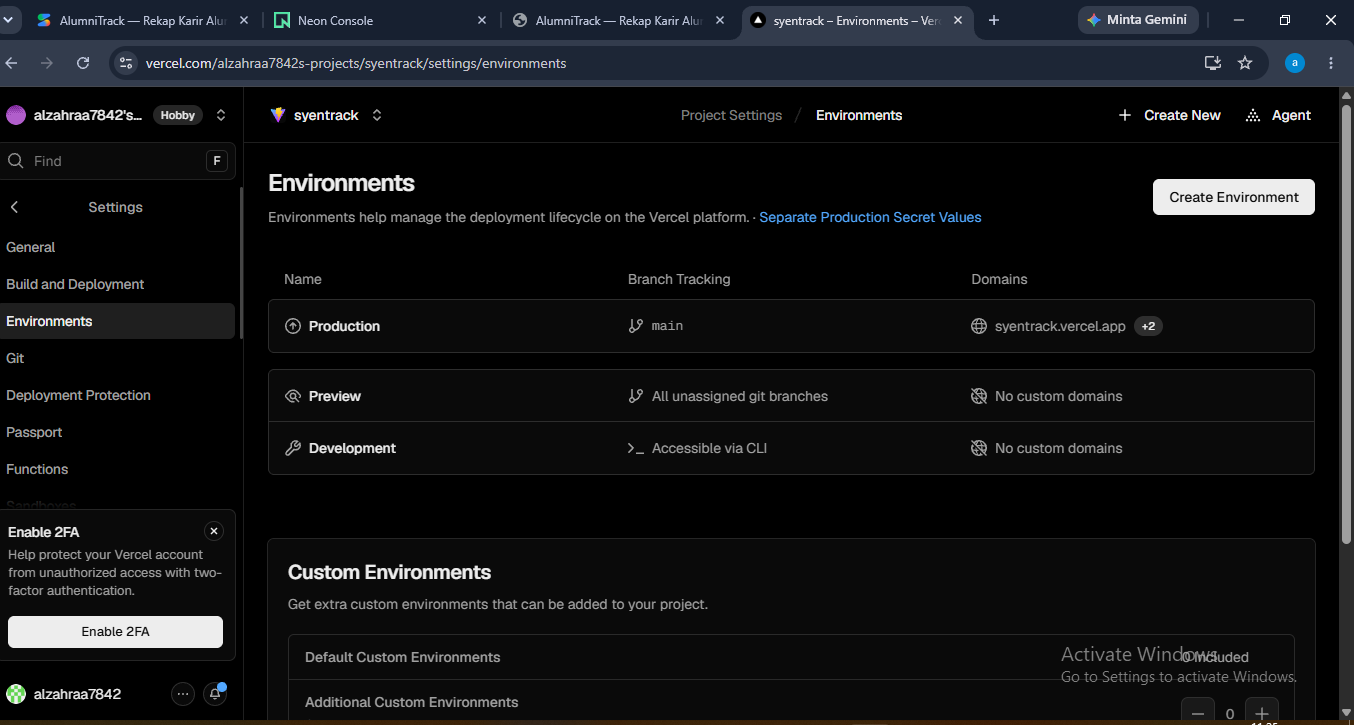 AlumniTrack — Rekap Karir Alu
Neon Console
AlumniTrack — Rekap Karir Alu
syentrack – Environments – Ver
Minta Gemini
vercel.com/alzahraa7842s-projects/syentrack/settings/environments
a
alzahraa7842's... Hobby
syentrack
Project Settings / Environments
Create New
Agent
Find F
Settings
General
Build and Deployment
Environments
Git
Deployment Protection
Passport
Functions
Sandboxes
Enable 2FA
Help protect your Vercel account
from unauthorized access with two-
factor authentication.
Enable 2FA
alzahraa7842
Environments
Environments help manage the deployment lifecycle on the Vercel platform. · Separate Production Secret Values
Create Environment
Name Branch Tracking Domains
Production main syentrack.vercel.app +2
Preview All unassigned git branches No custom domains
Development Accessible via CLI No custom domains
Custom Environments
Get extra custom environments that can be added to your project.
Default Custom Environments 0 Included
Additional Custom Environments 0
Activate Windows
Go to Settings to activate Windows.